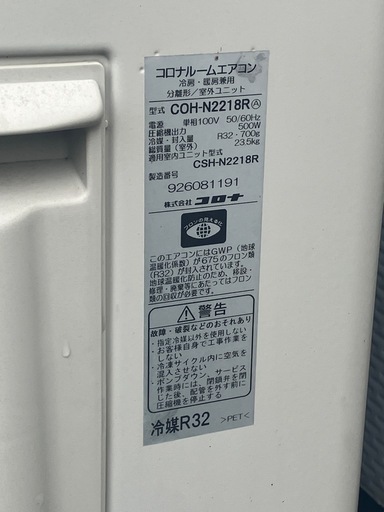 コロナルームエアコン
冷房・暖房兼用
分離形/室外ユニット
型式 COH-N2218R Ⓐ
電源 単相100V 50/60Hz
圧縮機出力 500W
冷媒・封入量 R32・700g
総質量(室外) 23.5kg
適用室内ユニット型式
CSH-N2218R
製造番号
926081191
株式会社 コロナ
フロンの見える化
このエアコンにはGWP(地球
温暖化係数)が675のフロン類
(R32)が封入されています。地球
温暖化防止のため、移設・
修理・廃棄等にあたってはフロン
類の回収が必要です。
警告
故障・破裂などのおそれあり
・指定冷媒以外を使用しない
・お客様自身で工事作業を
しない
・冷凍サイクル内に空気を
混入させない
・ポンプダウン、サービス
作業時には、閉鎖弁を閉じ
た後、配管を外す前に
圧縮機を停止する
冷媒R32 >PET<